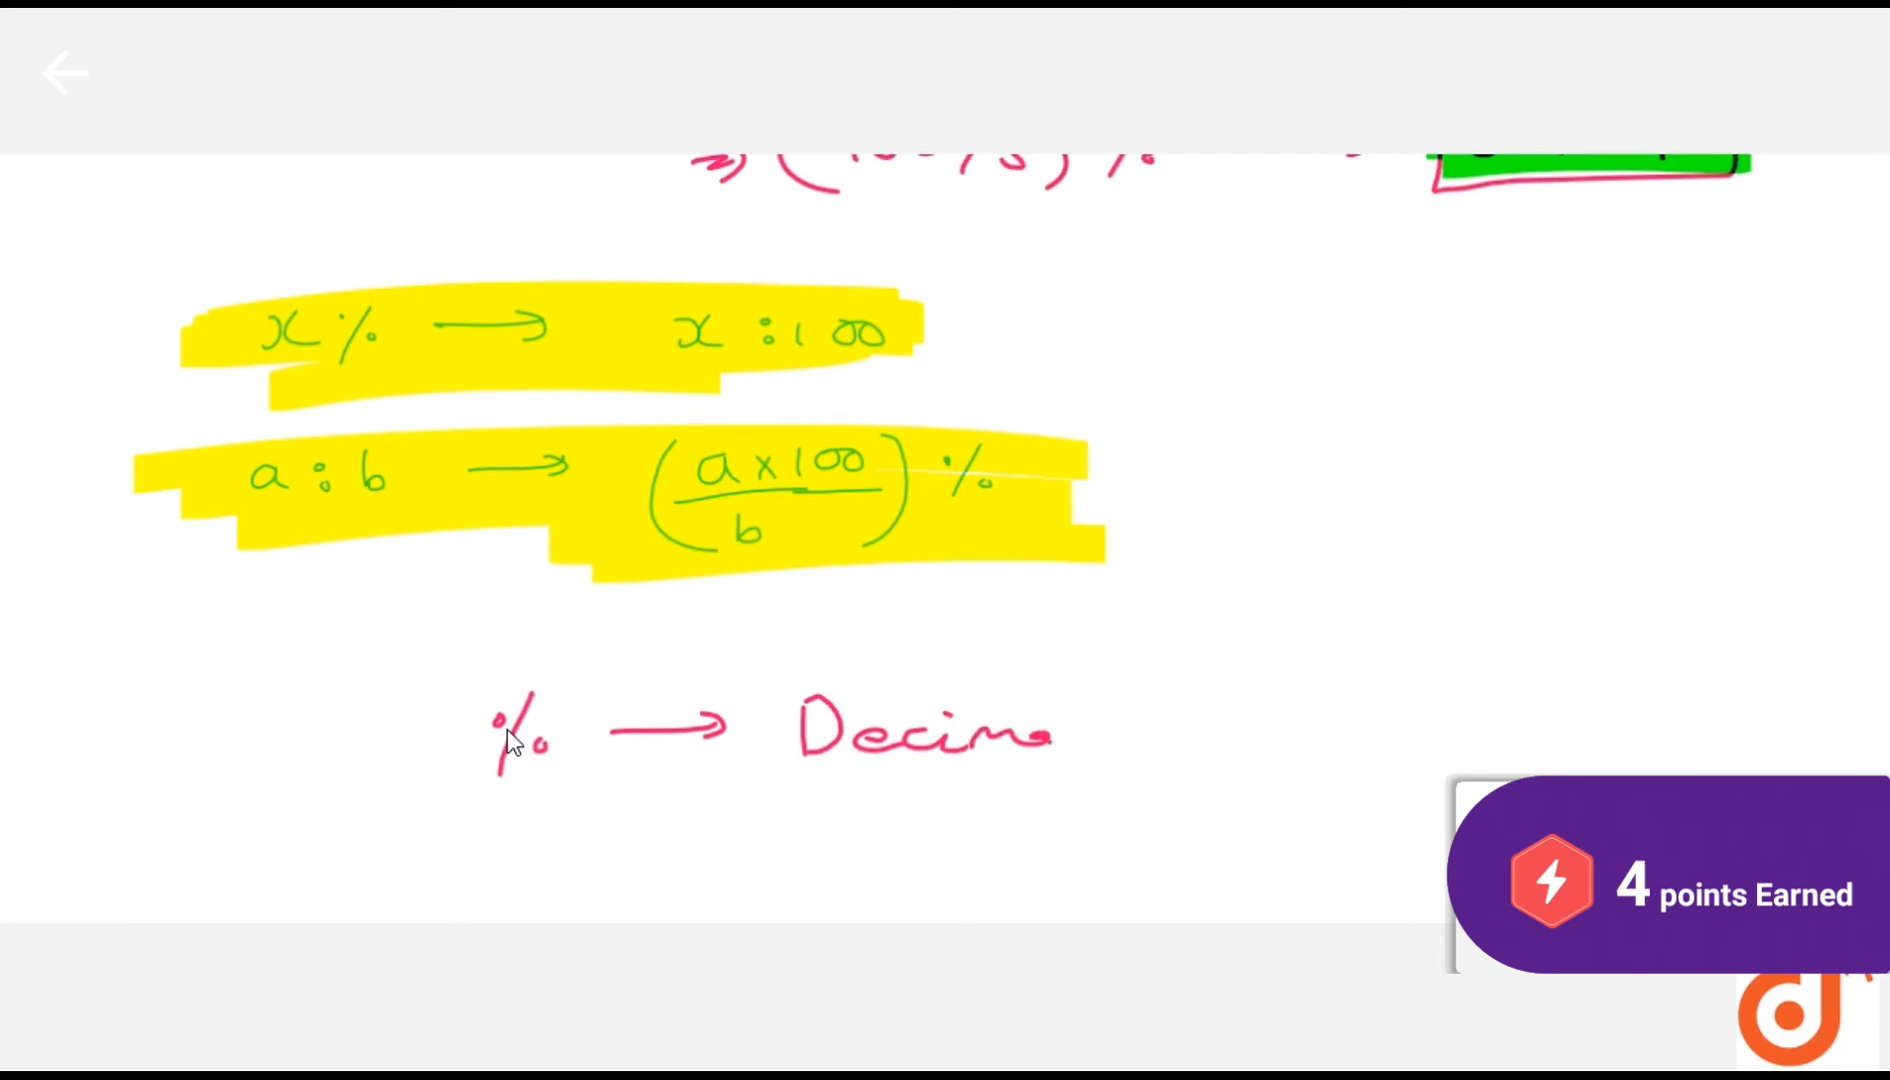 x% → x : 100
a : b → (a x 100 / b) %
% → Decima
4 points Earned